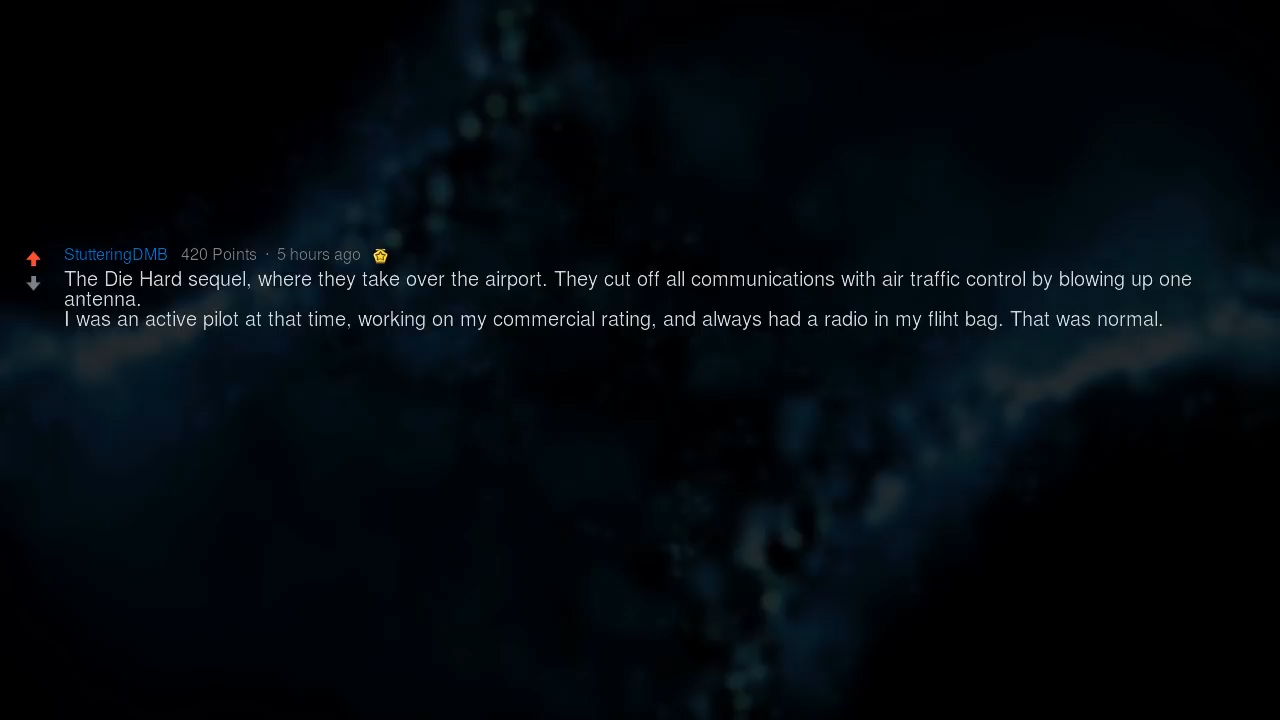 StutteringDMB 420 Points · 5 hours ago
The Die Hard sequel, where they take over the airport. They cut off all communications with air traffic control by blowing up one
antenna.
I was an active pilot at that time, working on my commercial rating, and always had a radio in my fliht bag. That was normal.